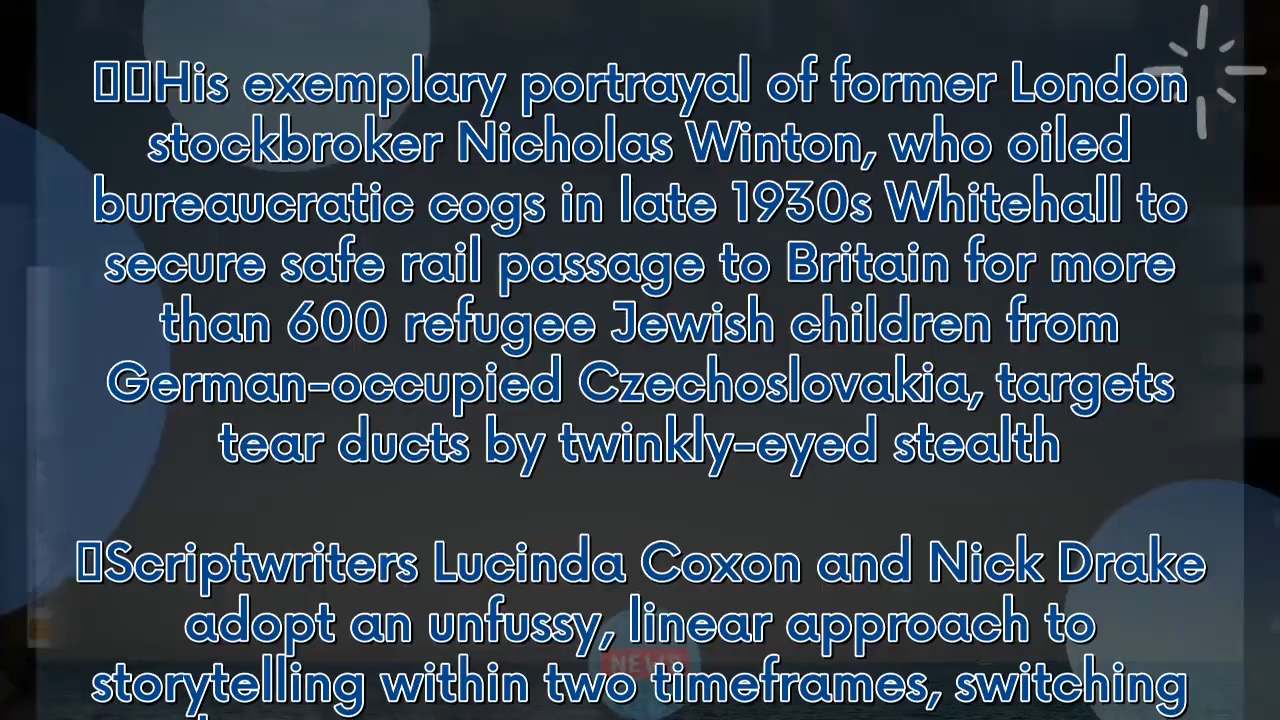 His exemplary portrayal of former London
stockbroker Nicholas Winton, who oiled
bureaucratic cogs in late 1930s Whitehall to
secure safe rail passage to Britain for more
than 600 refugee Jewish children from
German-occupied Czechoslovakia, targets
tear ducts by twinkly-eyed stealth
Scriptwriters Lucinda Coxon and Nick Drake
adopt an unfussy, linear approach to
NEWS
storytelling within two timeframes, switching